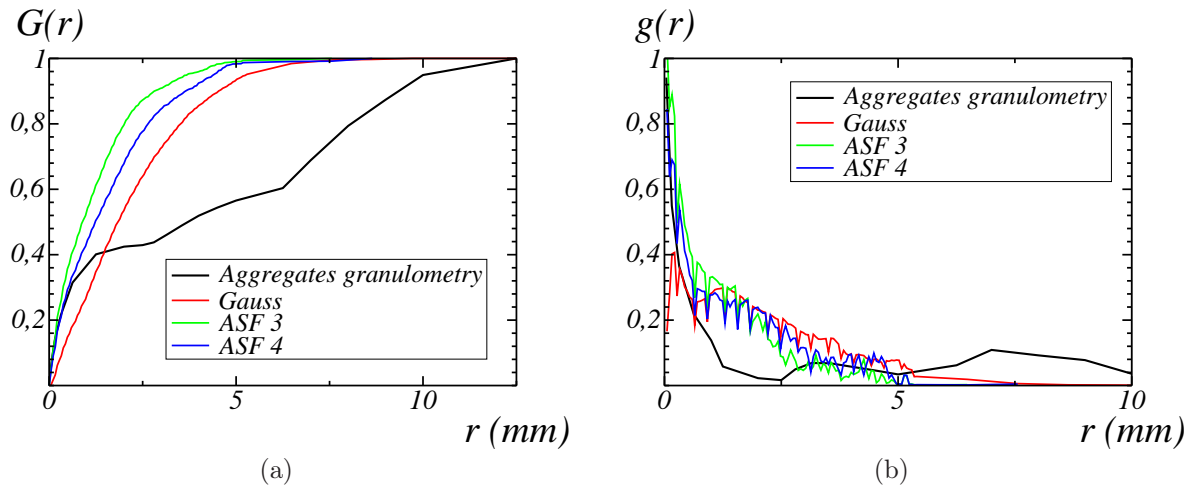 G(r)
1
0,8
0,6
0,4
0,2
0
5
10
r (mm)
Aggregates granulometry
Gauss
ASF 3
ASF 4
(a)
g(r)
1
0,8
0,6
0,4
0,2
0
5
10
r (mm)
Aggregates granulometry
Gauss
ASF 3
ASF 4
(b)